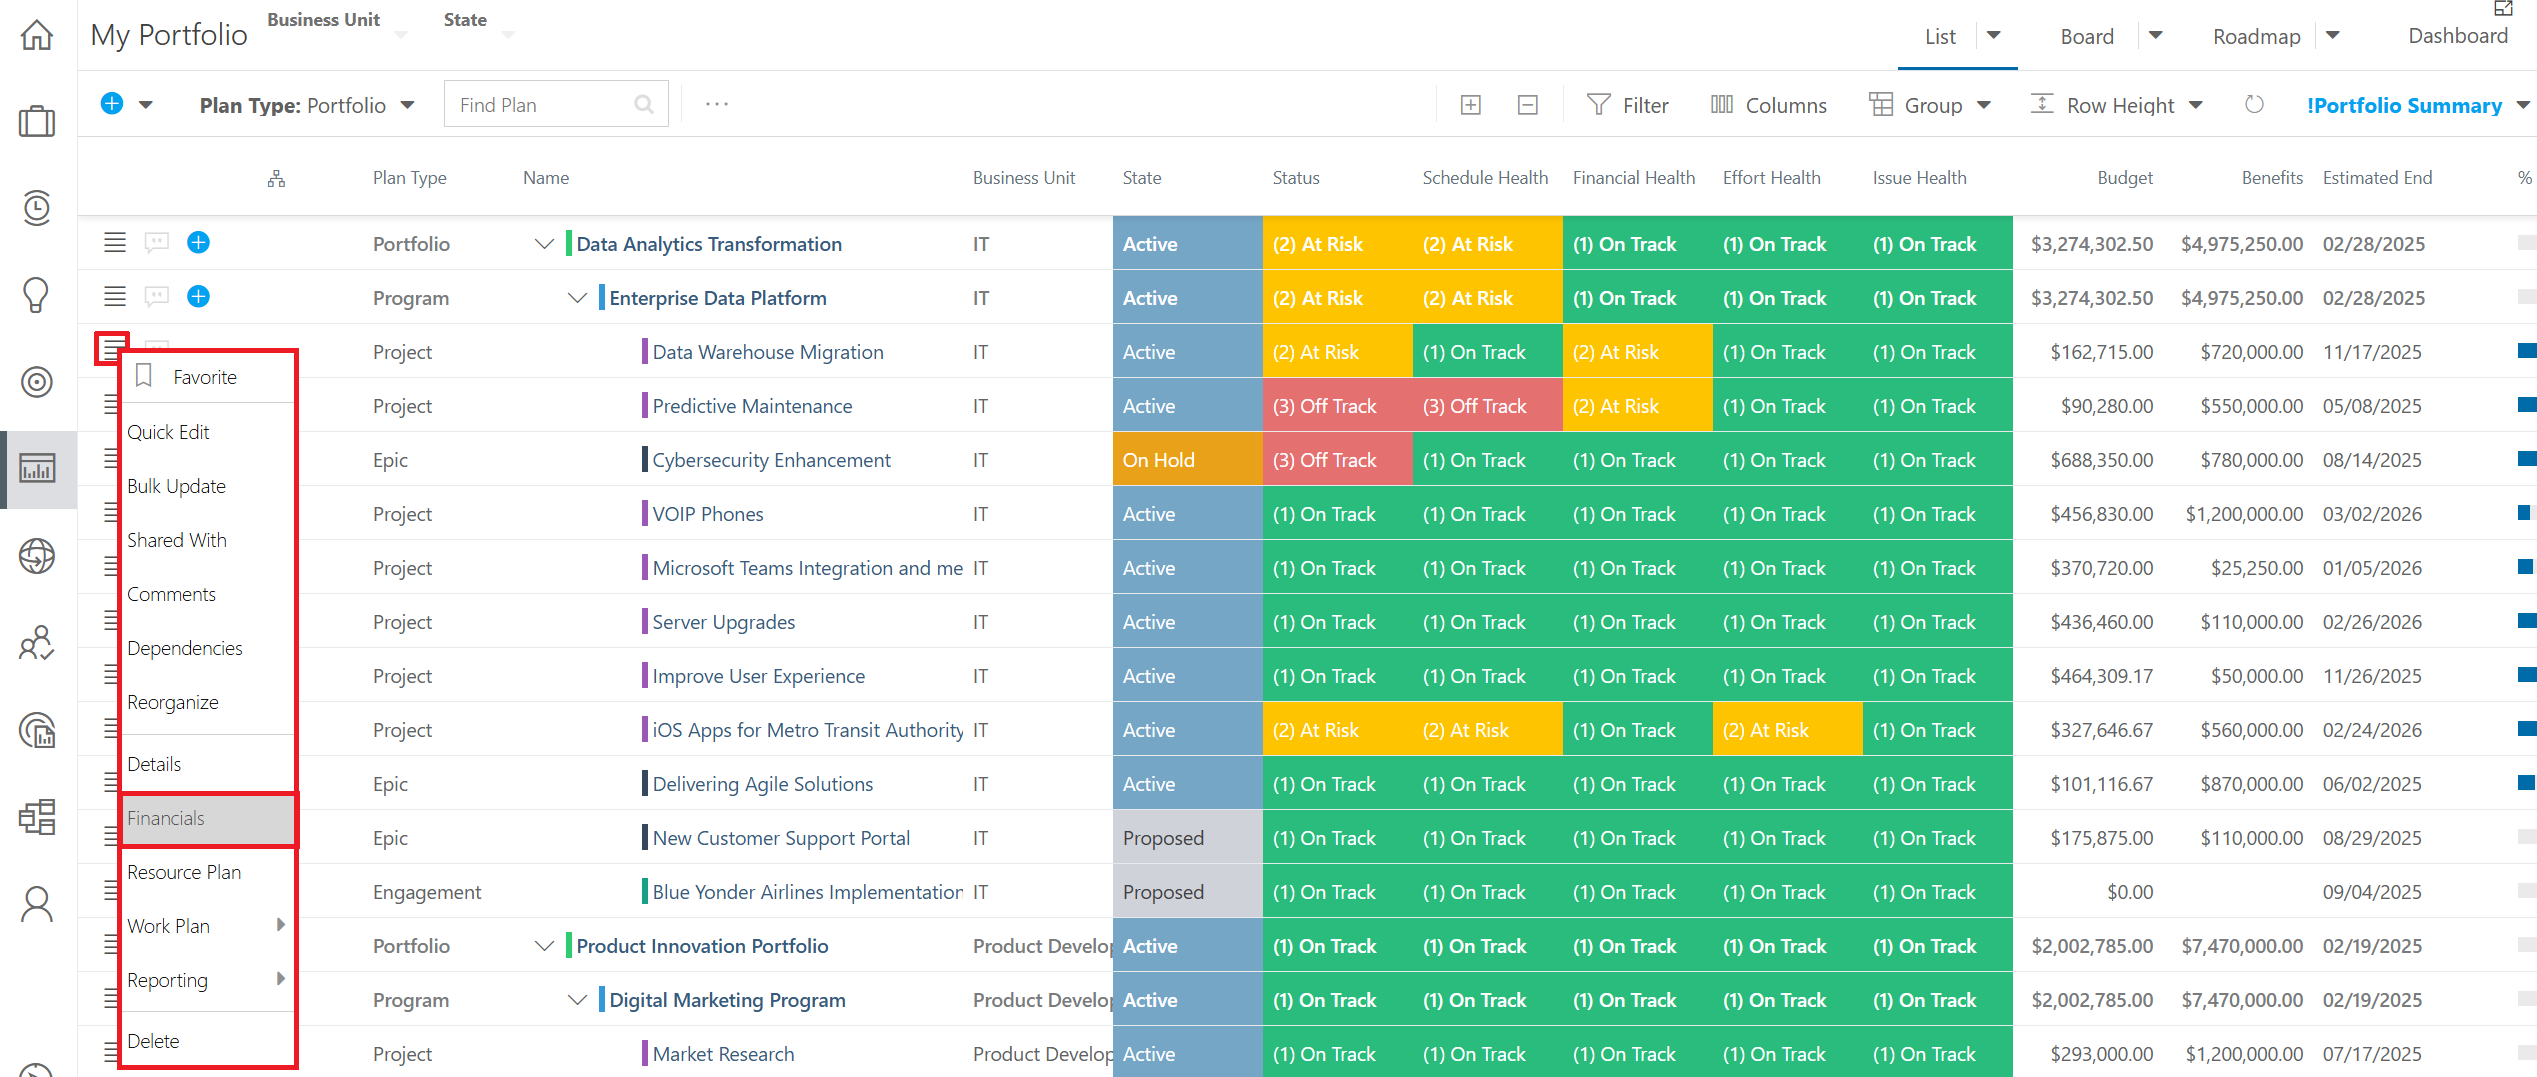 My Portfolio Business Unit State
List Board Roadmap Dashboard
Plan Type: Portfolio Find Plan ... Filter Columns Group Row Height !Portfolio Summary
Plan Type Name Business Unit State Status Schedule Health Financial Health Effort Health Issue Health Budget Benefits Estimated End %
Portfolio Data Analytics Transformation IT Active (2) At Risk (2) At Risk (1) On Track (1) On Track (1) On Track $3,274,302.50 $4,975,250.00 02/28/2025
Program Enterprise Data Platform IT Active (2) At Risk (2) At Risk (1) On Track (1) On Track (1) On Track $3,274,302.50 $4,975,250.00 02/28/2025
Project Data Warehouse Migration IT Active (2) At Risk (1) On Track (2) At Risk (1) On Track (1) On Track $162,715.00 $720,000.00 11/17/2025
Project Predictive Maintenance IT Active (3) Off Track (3) Off Track (2) At Risk (1) On Track (1) On Track $90,280.00 $550,000.00 05/08/2025
Epic Cybersecurity Enhancement IT On Hold (3) Off Track (1) On Track (1) On Track (1) On Track (1) On Track $688,350.00 $780,000.00 08/14/2025
Project VOIP Phones IT Active (1) On Track (1) On Track (1) On Track (1) On Track (1) On Track $456,830.00 $1,200,000.00 03/02/2026
Project Microsoft Teams Integration and me IT Active (1) On Track (1) On Track (1) On Track (1) On Track (1) On Track $370,720.00 $25,250.00 01/05/2026
Project Server Upgrades IT Active (1) On Track (1) On Track (1) On Track (1) On Track (1) On Track $436,460.00 $110,000.00 02/26/2026
Project Improve User Experience IT Active (1) On Track (1) On Track (1) On Track (1) On Track (1) On Track $464,309.17 $50,000.00 11/26/2025
Project iOS Apps for Metro Transit Authority IT Active (2) At Risk (2) At Risk (1) On Track (2) At Risk (1) On Track $327,646.67 $560,000.00 02/24/2026
Epic Delivering Agile Solutions IT Active (1) On Track (1) On Track (1) On Track (1) On Track (1) On Track $101,116.67 $870,000.00 06/02/2025
Epic New Customer Support Portal IT Proposed (1) On Track (1) On Track (1) On Track (1) On Track (1) On Track $175,875.00 $110,000.00 08/29/2025
Engagement Blue Yonder Airlines Implementation IT Proposed (1) On Track (1) On Track (1) On Track (1) On Track (1) On Track $0.00 09/04/2025
Portfolio Product Innovation Portfolio Product Develop Active (1) On Track (1) On Track (1) On Track (1) On Track (1) On Track $2,002,785.00 $7,470,000.00 02/19/2025
Program Digital Marketing Program Product Develop Active (1) On Track (1) On Track (1) On Track (1) On Track (1) On Track $2,002,785.00 $7,470,000.00 02/19/2025
Project Market Research Product Develop Active (1) On Track (1) On Track (1) On Track (1) On Track (1) On Track $293,000.00 $1,200,000.00 07/17/2025
Favorite
Quick Edit
Bulk Update
Shared With
Comments
Dependencies
Reorganize
Details
Financials
Resource Plan
Work Plan
Reporting
Delete